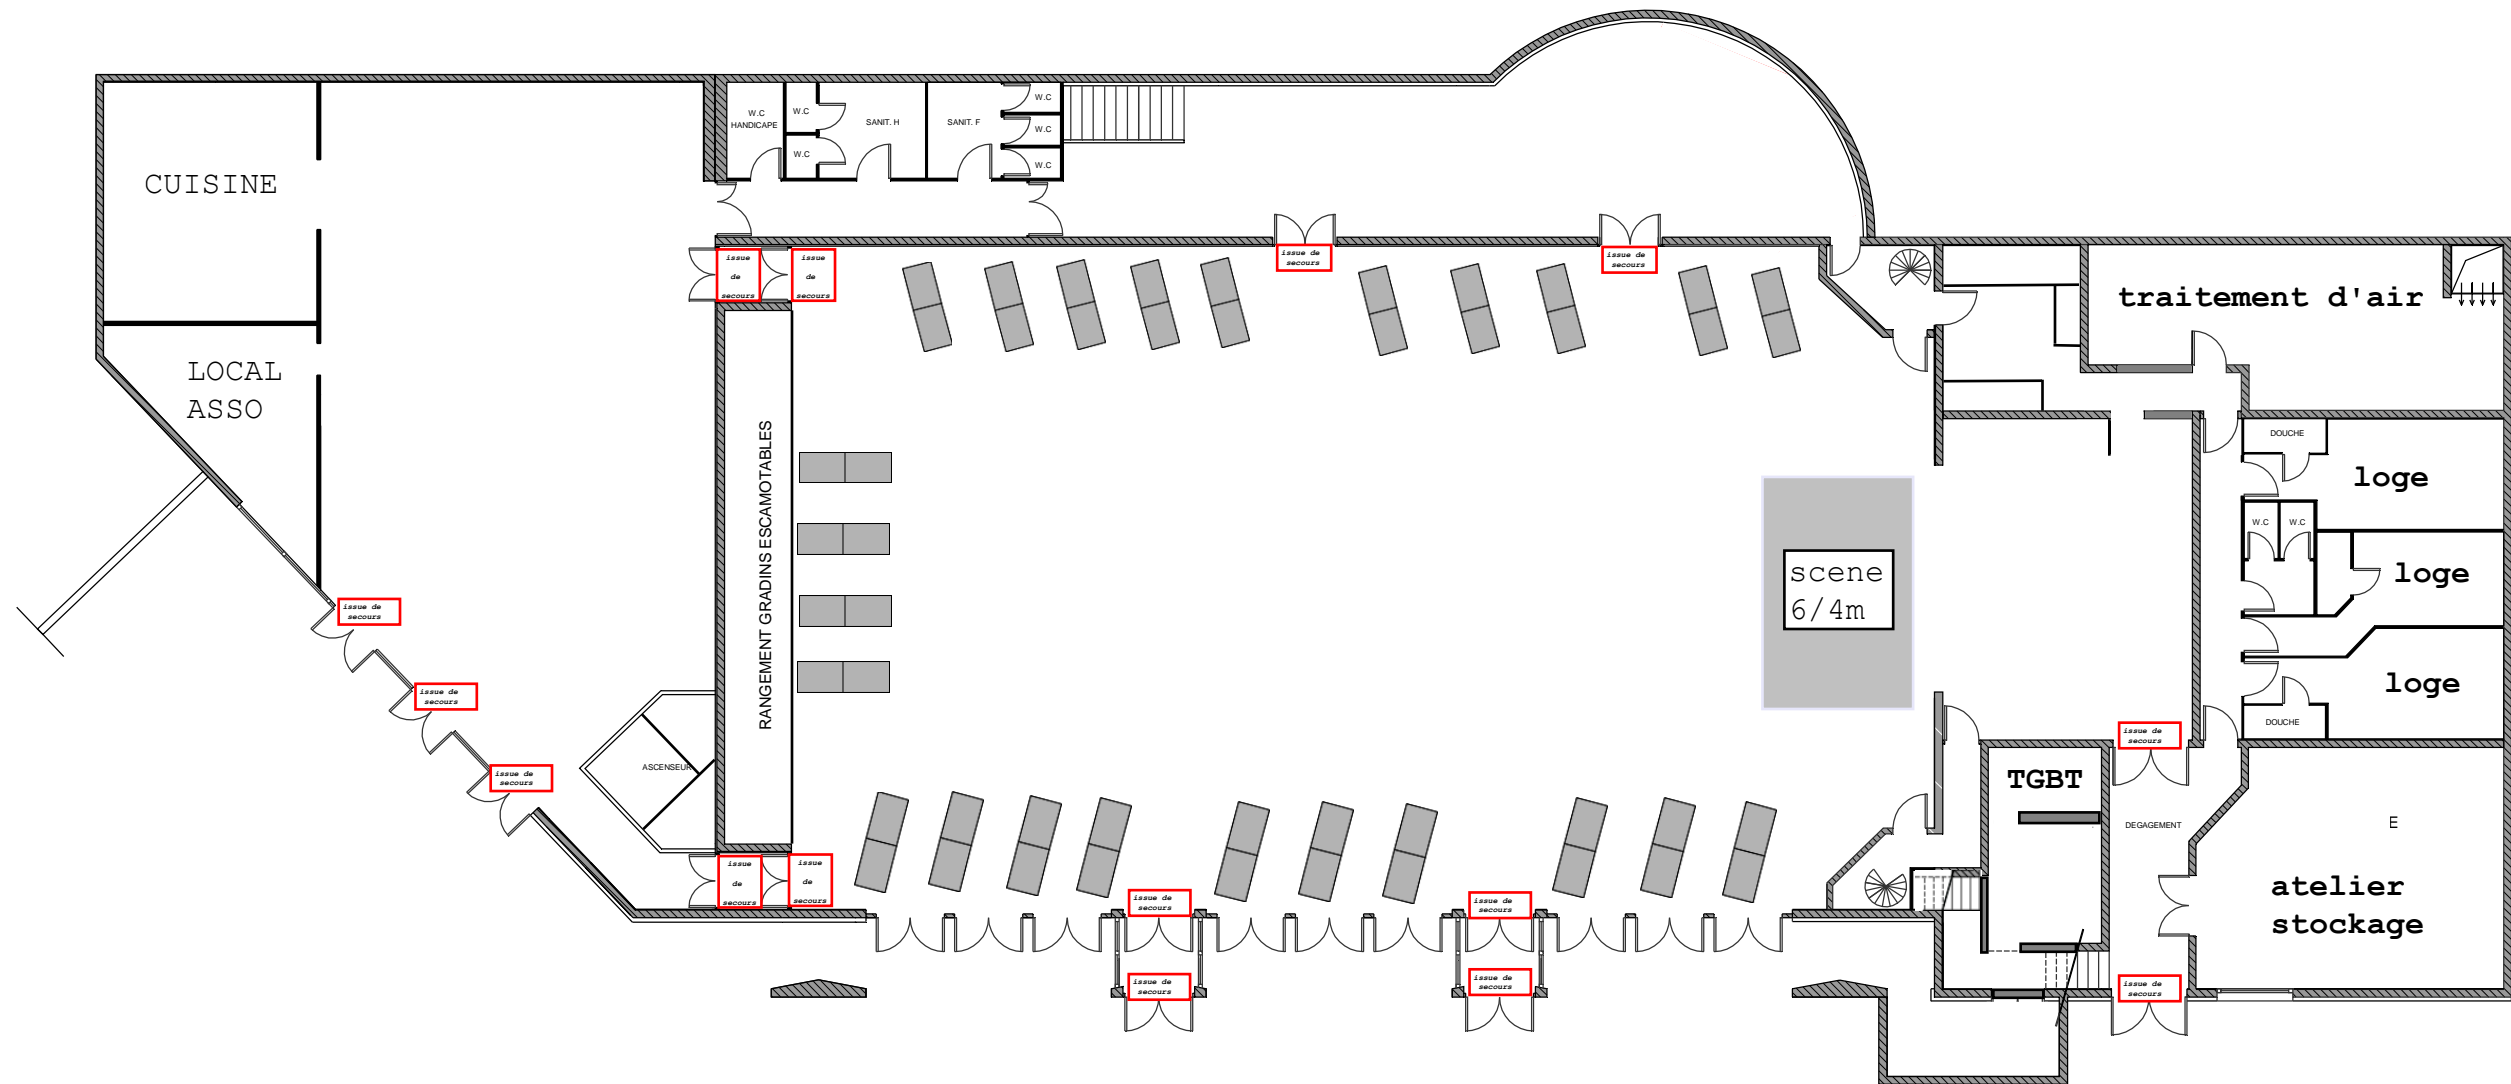 W.C
HANDICAPE
W.C
W.C
SANIT. H
SANIT. F
W.C
W.C
W.C
CUISINE
LOCAL
ASSO
issue
de
secours
issue
de
secours
issue de
secours
issue de
secours
traitement d'air
RANGEMENT GRADINS ESCAMOTABLES
scene
6/4m
DOUCHE
loge
W.C
W.C
loge
loge
DOUCHE
issue de
secours
issue de
secours
issue de
secours
ASCENSEUR
issue
de
secours
issue
de
secours
issue de
secours
issue de
secours
issue de
secours
issue de
secours
issue de
secours
TGBT
DEGAGEMENT
E
atelier
stockage
issue de
secours